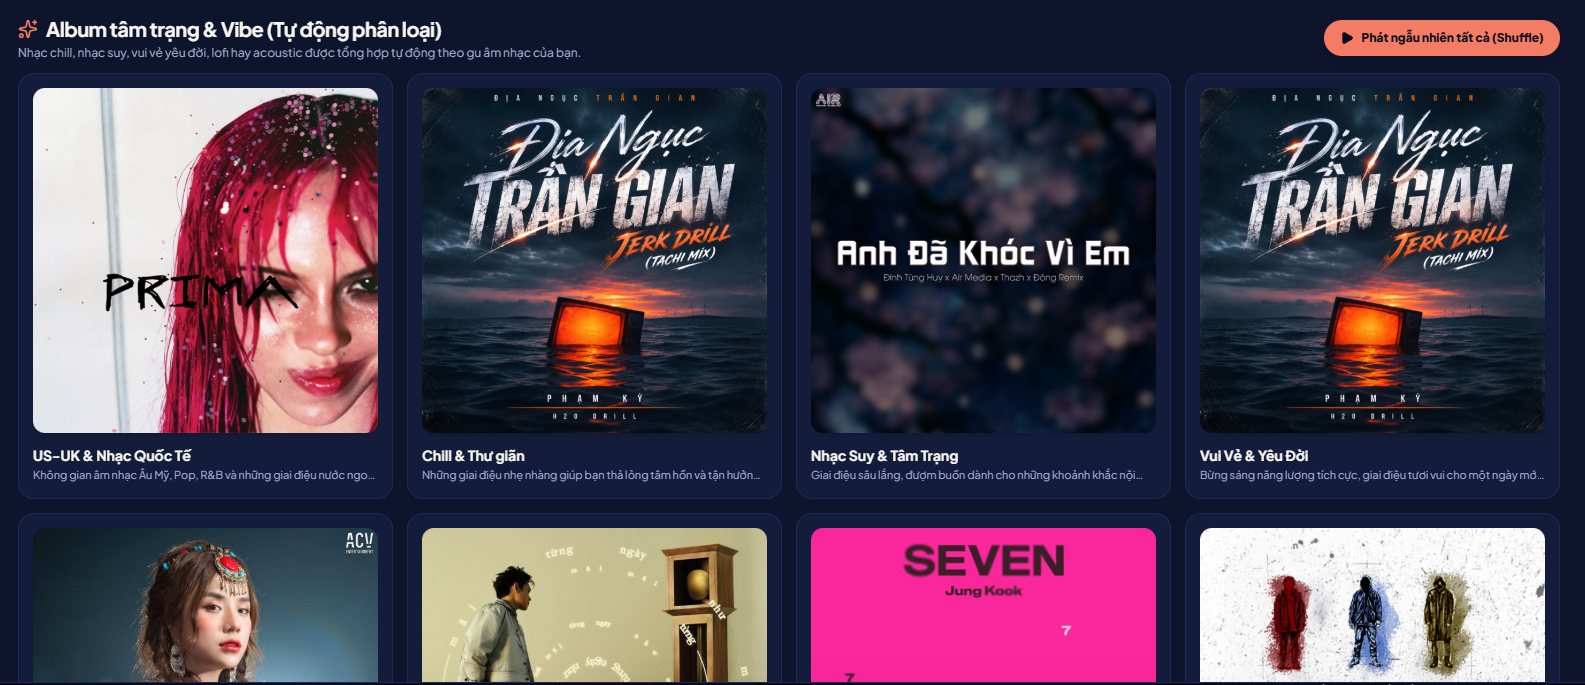 Album tâm trạng & Vibe (Tự động phân loại)
Nhạc chill, nhạc suy, vui vẻ yêu đời, lofi hay acoustic được tổng hợp tự động theo gu âm nhạc của bạn.
Phát ngẫu nhiên tất cả (Shuffle)
PRIMA
US-UK & Nhạc Quốc Tế
Không gian âm nhạc Âu Mỹ, Pop, R&B và những giai điệu nước ngo...
ĐỊA NGỤC TRẦN GIAN
Địa Ngục
TRẦN GIAN
JERK DRILL
(TACHI MIX)
PHẠM KỲ
H2O DRILL
Chill & Thư giãn
Những giai điệu nhẹ nhàng giúp bạn thả lỏng tâm hồn và tận hưởn...
AIR
Anh Đã Khóc Vì Em
Đinh Tùng Huy x Air Media x Thazh x Đông Remix
Nhạc Suy & Tâm Trạng
Giai điệu sâu lắng, đượm buồn dành cho những khoảnh khắc nội...
ĐỊA NGỤC TRẦN GIAN
Địa Ngục
TRẦN GIAN
JERK DRILL
(TACHI MIX)
PHẠM KỲ
H2O DRILL
Vui Vẻ & Yêu Đời
Bừng sáng năng lượng tích cực, giai điệu tươi vui cho một ngày mớ...
ACV
ENTERTAINMENT
từng ngày
như
từng
SEVEN
Jung Kook
7
7